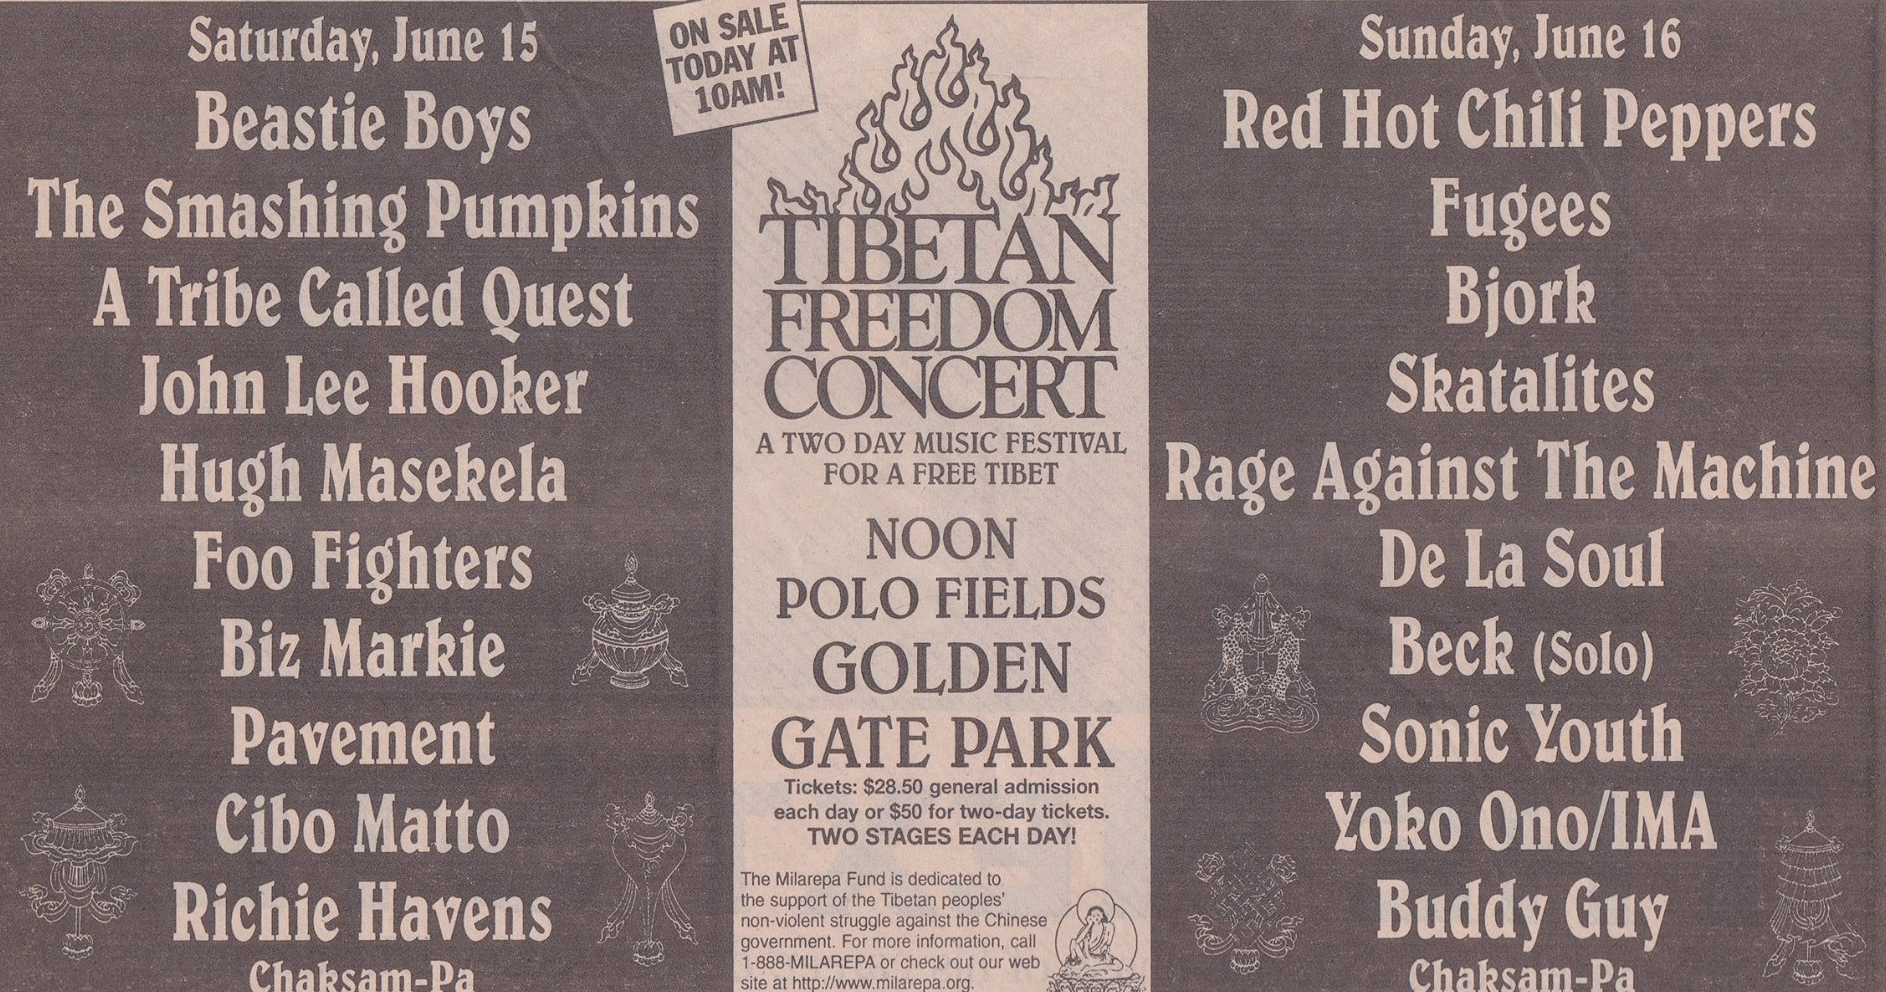 Saturday, June 15
Beastie Boys
The Smashing Pumpkins
A Tribe Called Quest
John Lee Hooker
Hugh Masekela
Foo Fighters
Biz Markie
Pavement
Cibo Matto
Richie Havens
Chaksam-Pa
ON SALE
TODAY AT
10AM!
TIBETAN
FREEDOM
CONCERT
A TWO DAY MUSIC FESTIVAL
FOR A FREE TIBET
NOON
POLO FIELDS
GOLDEN
GATE PARK
Tickets: $28.50 general admission
each day or $50 for two-day tickets.
TWO STAGES EACH DAY!
The Milarepa Fund is dedicated to
the support of the Tibetan peoples'
non-violent struggle against the Chinese
government. For more information, call
1-888-MILAREPA or check out our web
site at http://www.milarepa.org.
Sunday, June 16
Red Hot Chili Peppers
Fugees
Bjork
Skatalites
Rage Against The Machine
De La Soul
Beck (Solo)
Sonic Youth
Yoko Ono/IMA
Buddy Guy
Chaksam-Pa